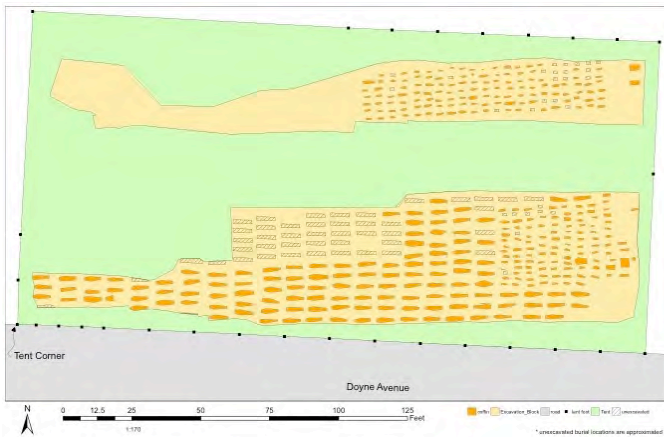 Tent Corner
Doyne Avenue
N
0 12.5 25 50 75 100 125
Feet
1:170
coffin Excavation_Block road tent foot Tent unexcavated
* unexcavated burial locations are approximated